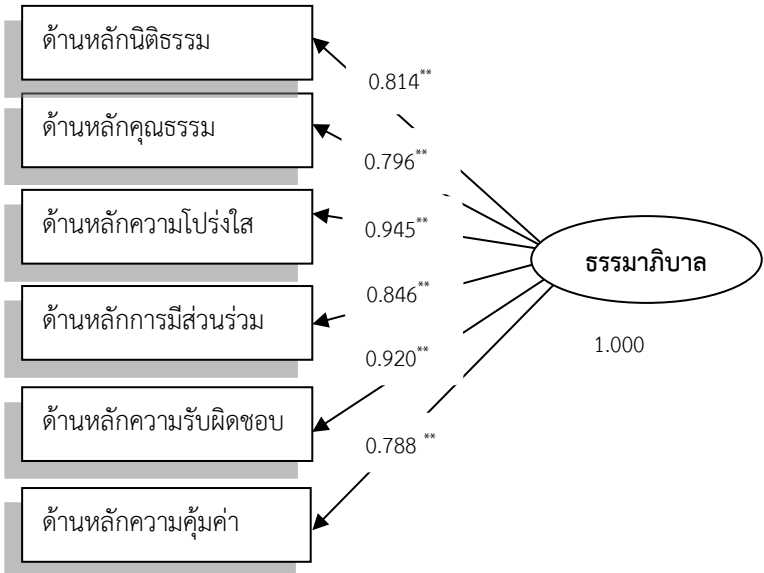 ด้านหลักนิติธรรม
0.814**
ด้านหลักคุณธรรม
0.796**
ด้านหลักความโปร่งใส
0.945**
ธรรมาภิบาล
ด้านหลักการมีส่วนร่วม
0.846**
1.000
0.920**
ด้านหลักความรับผิดชอบ
0.788 **
ด้านหลักความคุ้มค่า